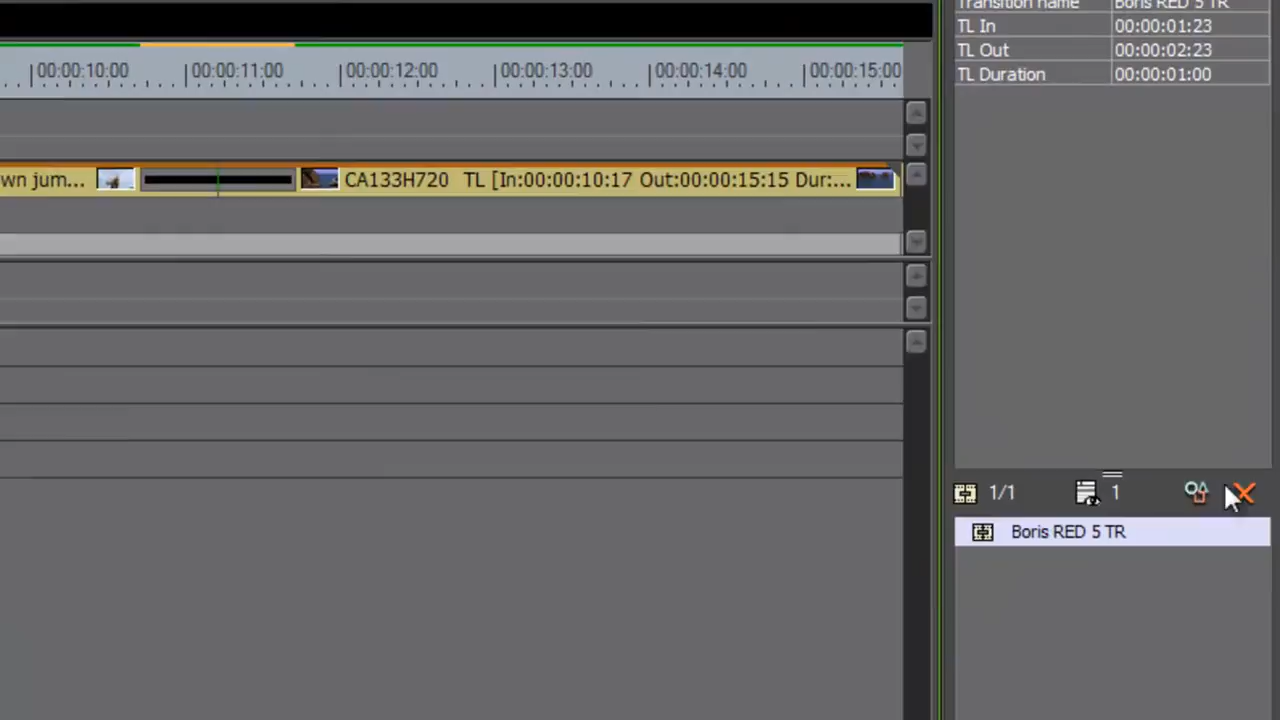 Transition name Boris RED 5 TR
TL In 00:00:01:23
TL Out 00:00:02:23
TL Duration 00:00:01:00
00:00:10:00 00:00:11:00 00:00:12:00 00:00:13:00 00:00:14:00 00:00:15:00
wn jum... CA133H720 TL [In:00:00:10:17 Out:00:00:15:15 Dur:...
1/1 1
Boris RED 5 TR